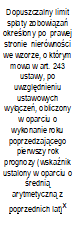 Dopuszczalny limit
spłaty zobowiązań
określony po prawej
stronie nierówności
we wzorze, o którym
mowa w art. 243
ustawy, po
uwzględnieniu
ustawowych
wyłączeń, obliczony
w oparciu o
wykonanie roku
poprzedzającego
pierwszy rok
prognozy (wskaźnik
ustalony w oparciu o
średnią
arytmetyczną z
poprzednich lat)x